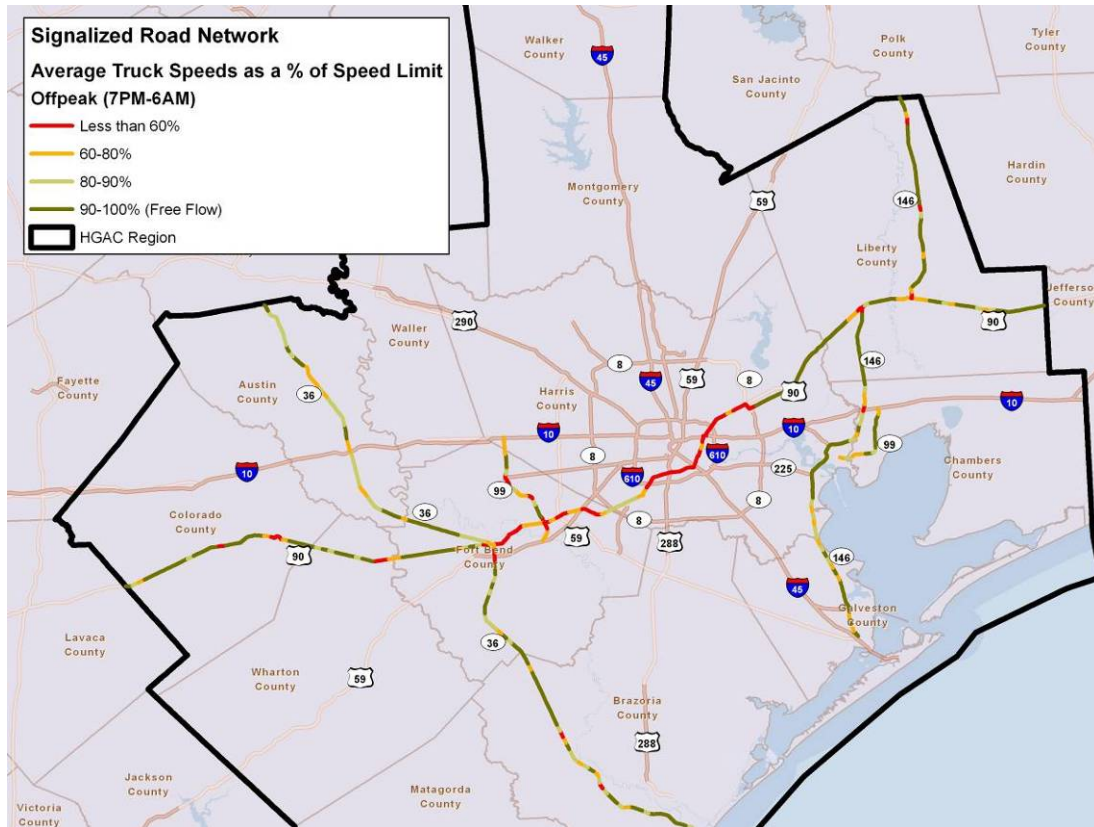 Signalized Road Network
Average Truck Speeds as a % of Speed Limit
Offpeak (7PM-6AM)
Less than 60%
60-80%
80-90%
90-100% (Free Flow)
HGAC Region
Walker
County
45
Polk
County
Tyler
County
San Jacinto
County
Hardin
County
Montgomery
County
59
146
Liberty
County
Jefferson
County
90
290
Waller
County
8
45
59
8
146
Fayette
County
Austin
County
36
Harris
County
90
10
10
10
10
8
610
610
99
225
Chambers
County
99
8
Colorado
County
36
59
8
288
90
Fort Bend
County
146
45
Galveston
County
Lavaca
County
36
Wharton
County
59
Brazoria
County
288
Jackson
County
Matagorda
County
Victoria
County